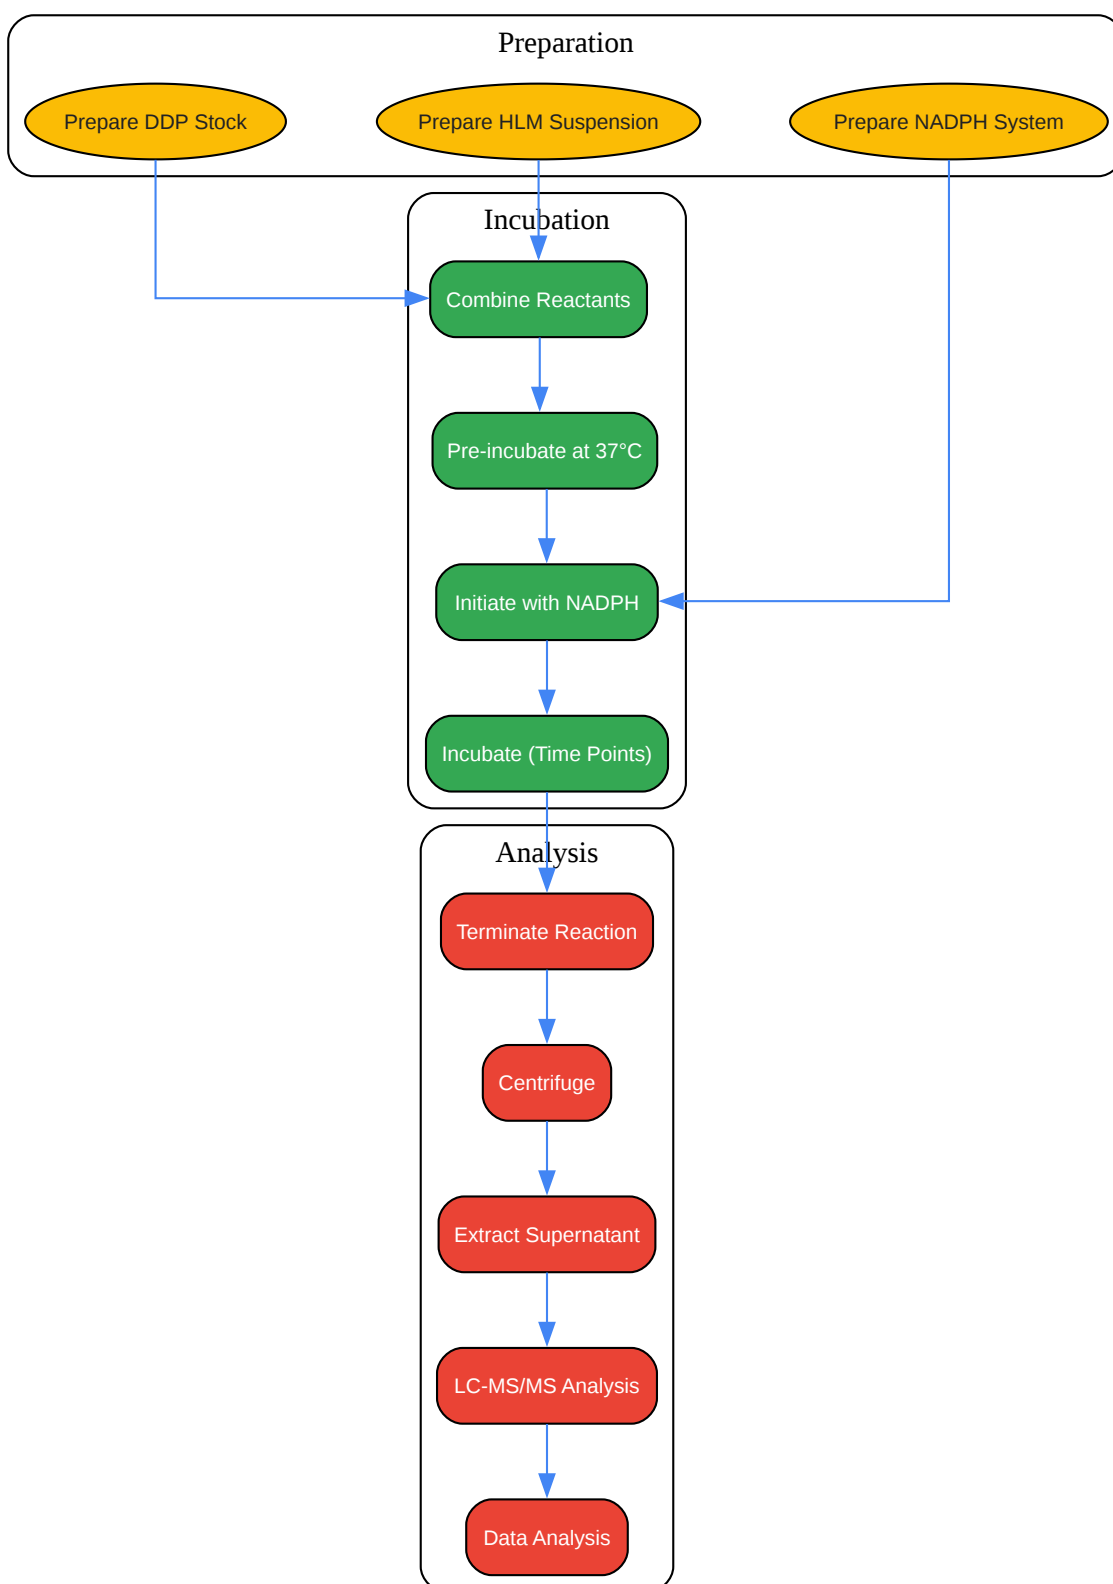 Preparation
Prepare DDP Stock
Prepare HLM Suspension
Prepare NADPH System
Incubation
Combine Reactants
Pre-incubate at 37°C
Initiate with NADPH
Incubate (Time Points)
Analysis
Terminate Reaction
Centrifuge
Extract Supernatant
LC-MS/MS Analysis
Data Analysis